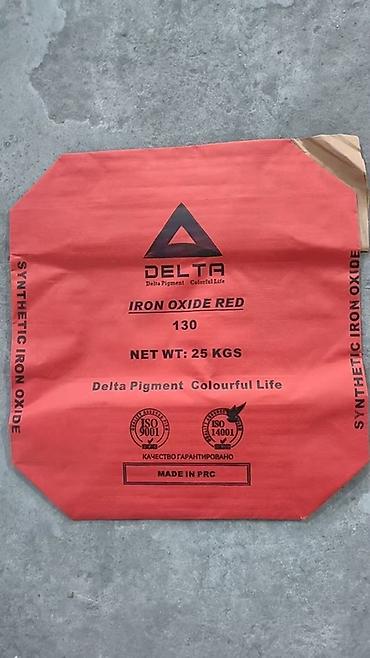 DELTA
Delta Pigment Colorful Life
IRON OXIDE RED
130
NET WT: 25 KGS
Delta Pigment Colourful Life
ISO
9001
ISO
14001
КАЧЕСТВО ГАРАНТИРОВАНО
MADE IN PRC
SYNTHETIC IRON OXIDE
SYNTHETIC IRON OXIDE